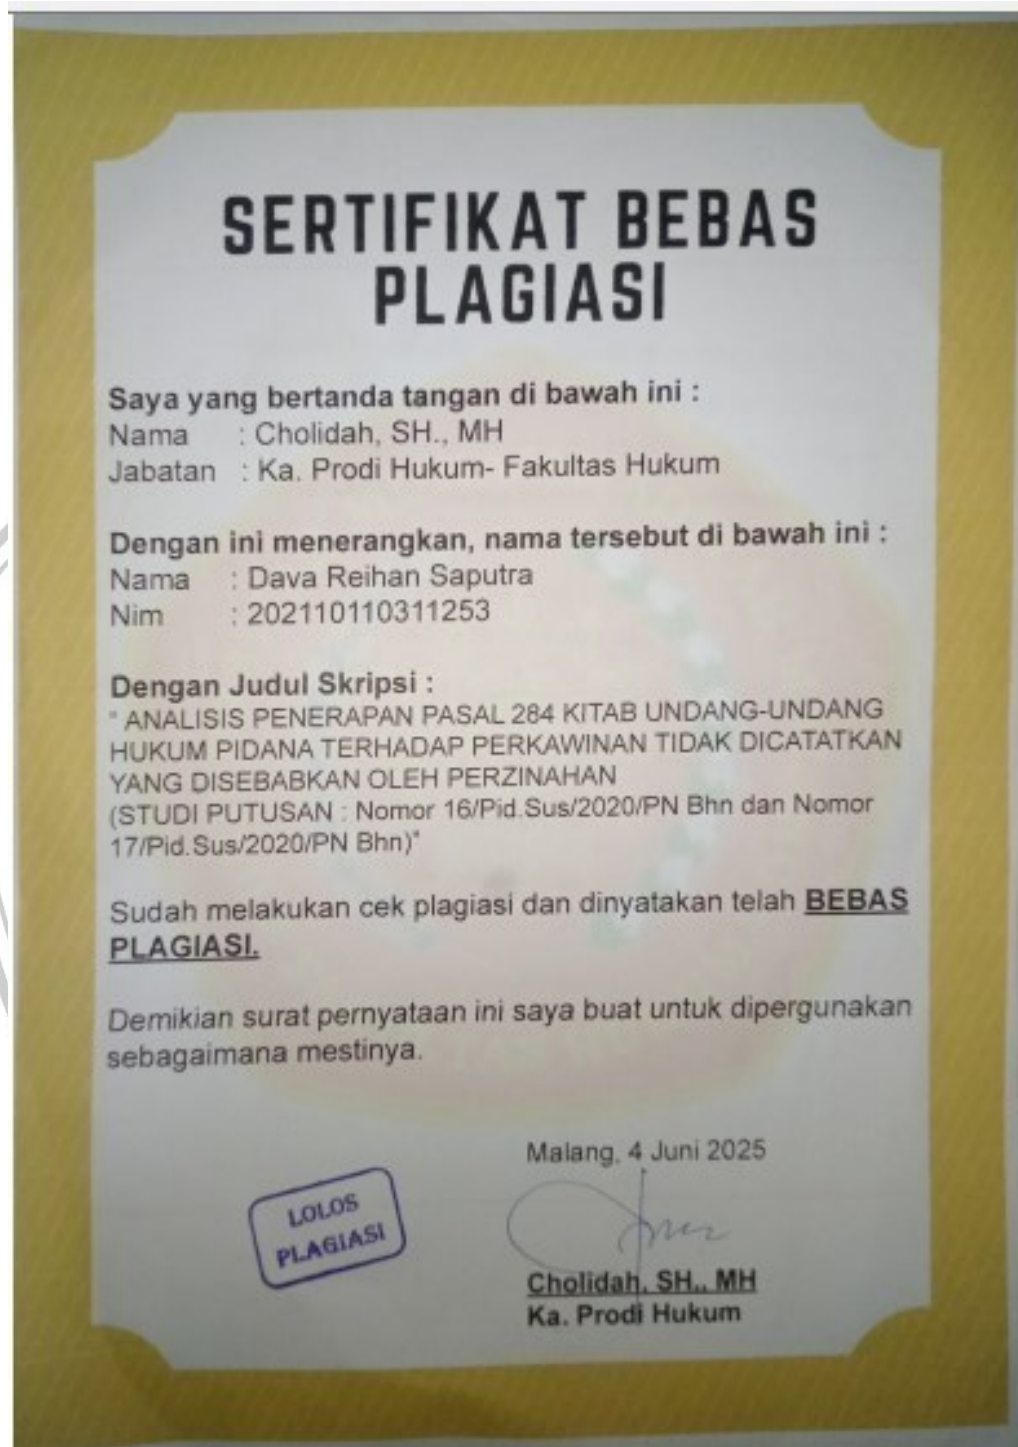 SERTIFIKAT BEBAS
PLAGIASI
Saya yang bertanda tangan di bawah ini :
Nama : Cholidah, SH., MH
Jabatan : Ka. Prodi Hukum- Fakultas Hukum
Dengan ini menerangkan, nama tersebut di bawah ini :
Nama : Dava Reihan Saputra
Nim : 202110110311253
Dengan Judul Skripsi :
" ANALISIS PENERAPAN PASAL 284 KITAB UNDANG-UNDANG
HUKUM PIDANA TERHADAP PERKAWINAN TIDAK DICATATKAN
YANG DISEBABKAN OLEH PERZINAHAN
(STUDI PUTUSAN : Nomor 16/Pid.Sus/2020/PN Bhn dan Nomor
17/Pid.Sus/2020/PN Bhn)"
Sudah melakukan cek plagiasi dan dinyatakan telah BEBAS
PLAGIASI.
Demikian surat pernyataan ini saya buat untuk dipergunakan
sebagaimana mestinya.
Malang, 4 Juni 2025
LOLOS
PLAGIASI
Cholidah, SH., MH
Ka. Prodi Hukum